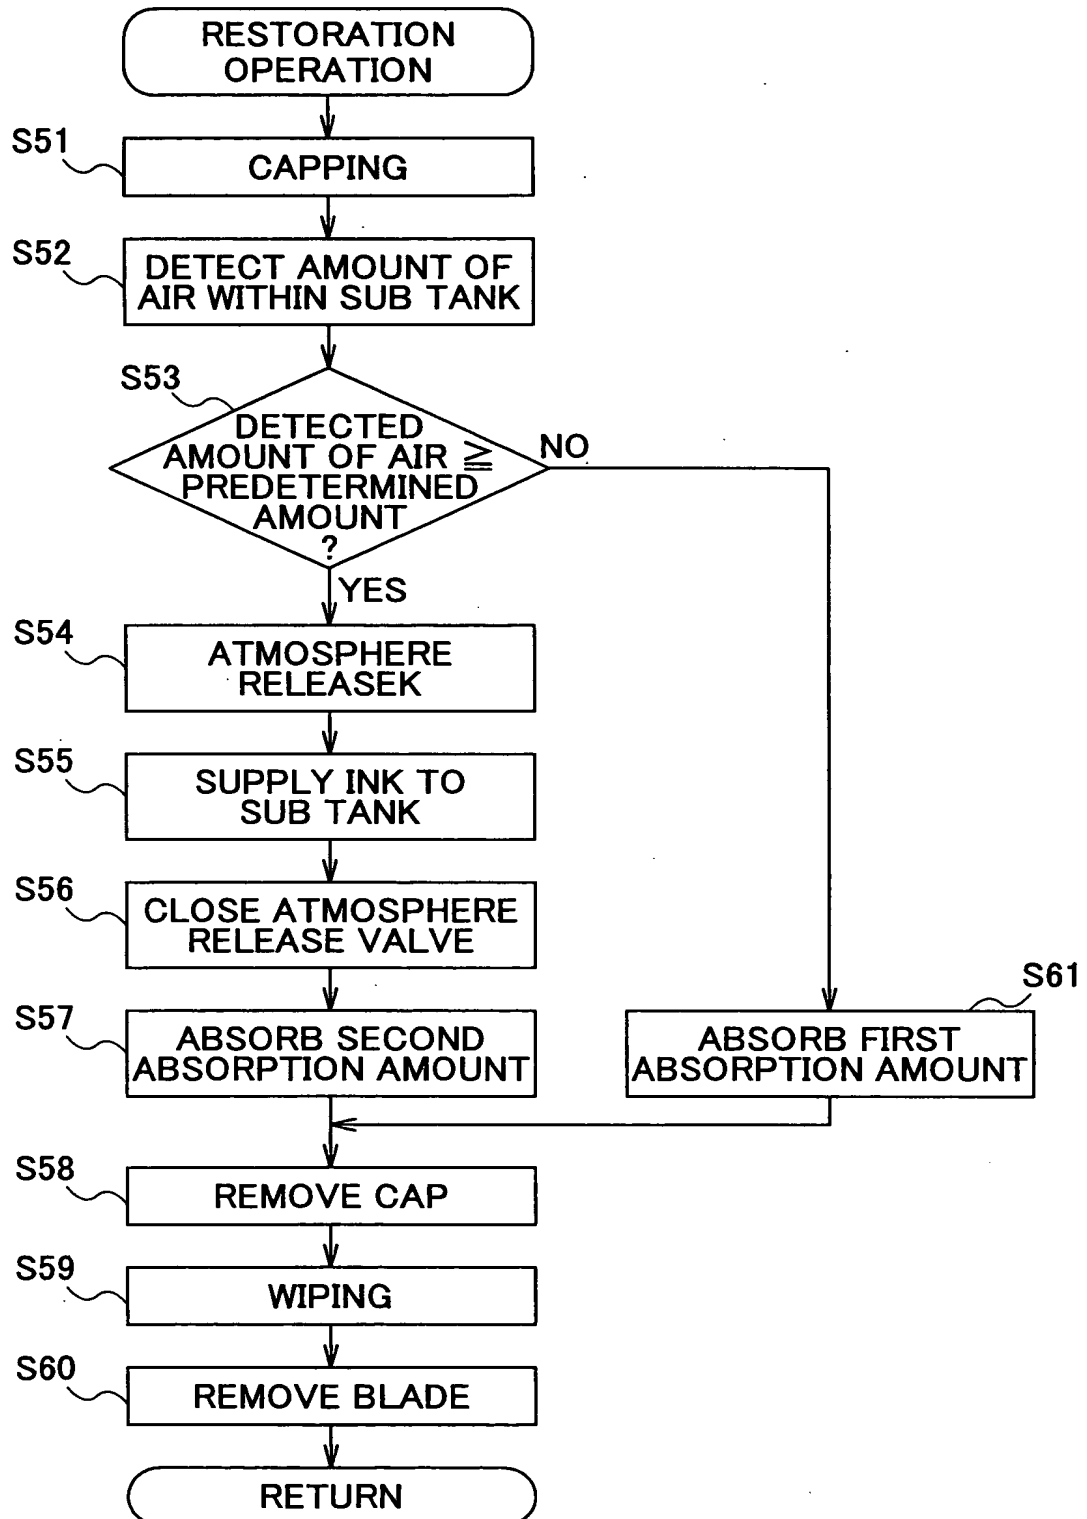 RESTORATION
OPERATION
S51
CAPPING
S52
DETECT AMOUNT OF
AIR WITHIN SUB TANK
S53
DETECTED
AMOUNT OF AIR ≧
PREDETERMINED
AMOUNT
?
NO
YES
S54
ATMOSPHERE
RELEASEK
S55
SUPPLY INK TO
SUB TANK
S56
CLOSE ATMOSPHERE
RELEASE VALVE
S57
ABSORB SECOND
ABSORPTION AMOUNT
S61
ABSORB FIRST
ABSORPTION AMOUNT
S58
REMOVE CAP
S59
WIPING
S60
REMOVE BLADE
RETURN